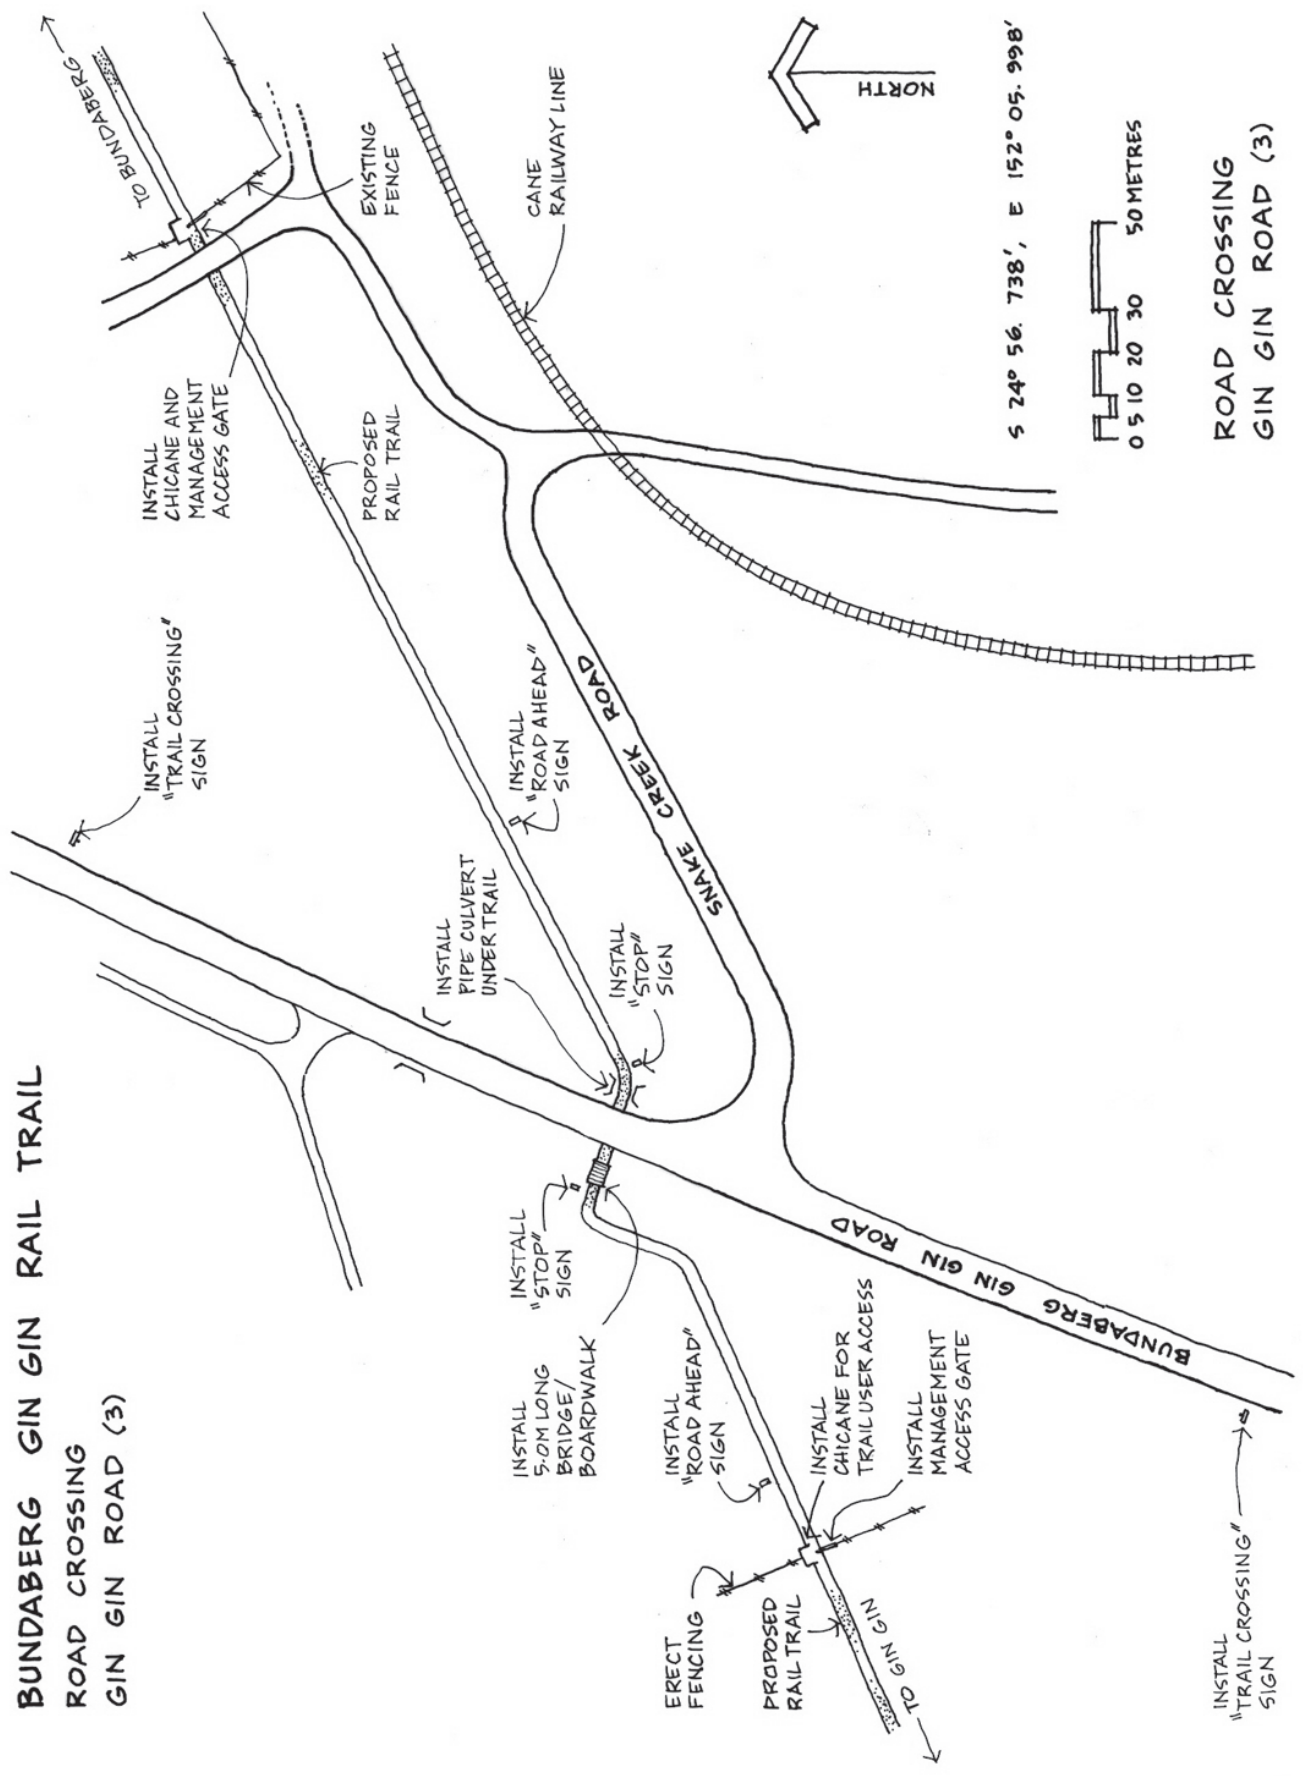 BUNDABERG GIN GIN RAIL TRAIL
ROAD CROSSING
GIN GIN ROAD (3)
TO BUNDABERG
INSTALL
"TRAIL CROSSING"
SIGN
INSTALL
CHICANE AND
MANAGEMENT
ACCESS GATE
EXISTING
FENCE
PROPOSED
RAIL TRAIL
CANE
RAILWAY LINE
INSTALL
PIPE CULVERT
UNDER TRAIL
INSTALL
"ROAD AHEAD"
SIGN
INSTALL
"STOP"
SIGN
SNAKE CREEK ROAD
INSTALL
"STOP"
SIGN
INSTALL
5.0M LONG
BRIDGE/
BOARDWALK
INSTALL
"ROAD AHEAD"
SIGN
ERECT
FENCING
PROPOSED
RAIL TRAIL
TO GIN GIN
INSTALL
CHICANE FOR
TRAIL USER ACCESS
INSTALL
MANAGEMENT
ACCESS GATE
BUNDABERG GIN GIN ROAD
INSTALL
"TRAIL CROSSING"
SIGN
NORTH
S 24° 56. 738', E 152° 05. 998'
0 5 10 20 30 50 METRES
ROAD CROSSING
GIN GIN ROAD (3)